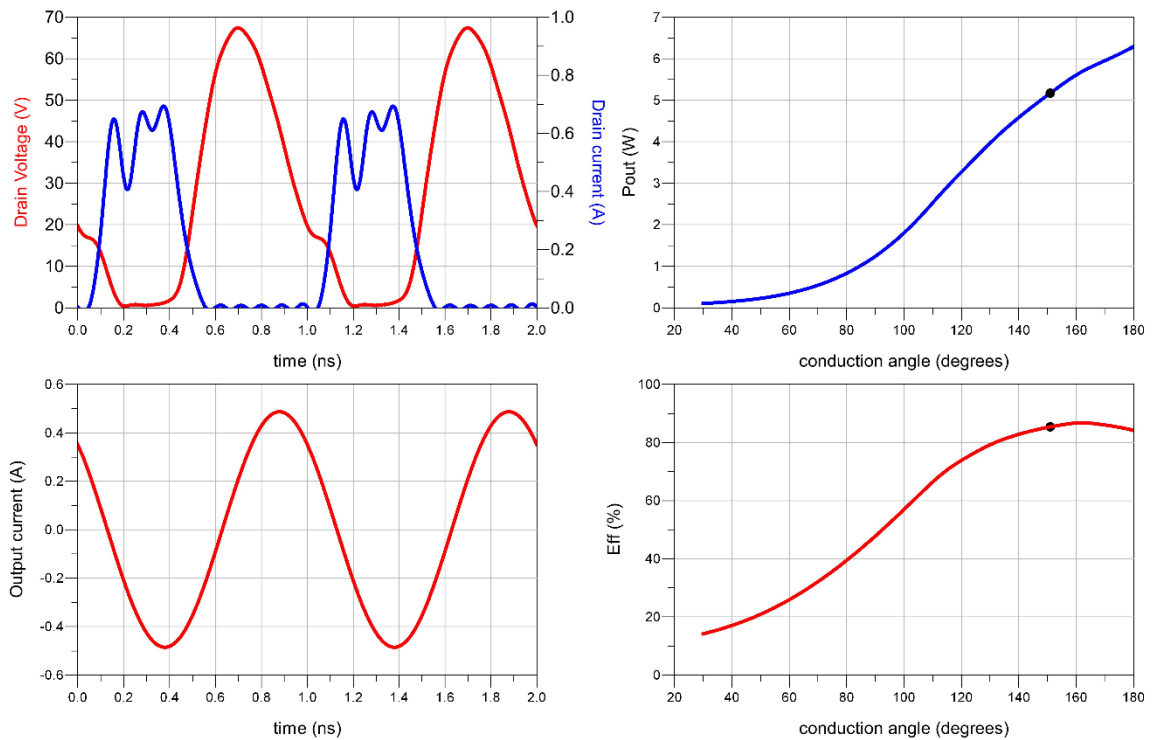 70
60
50
40
30
20
10
0
Drain Voltage (V)
1.0
0.8
0.6
0.4
0.2
0.0
Drain current (A)
0.0 0.2 0.4 0.6 0.8 1.0 1.2 1.4 1.6 1.8 2.0
time (ns)
7
6
5
4
3
2
1
0
Pout (W)
20 40 60 80 100 120 140 160 180
conduction angle (degrees)
0.6
0.4
0.2
0.0
-0.2
-0.4
-0.6
Output current (A)
0.0 0.2 0.4 0.6 0.8 1.0 1.2 1.4 1.6 1.8 2.0
time (ns)
100
80
60
40
20
0
Eff (%)
20 40 60 80 100 120 140 160 180
conduction angle (degrees)